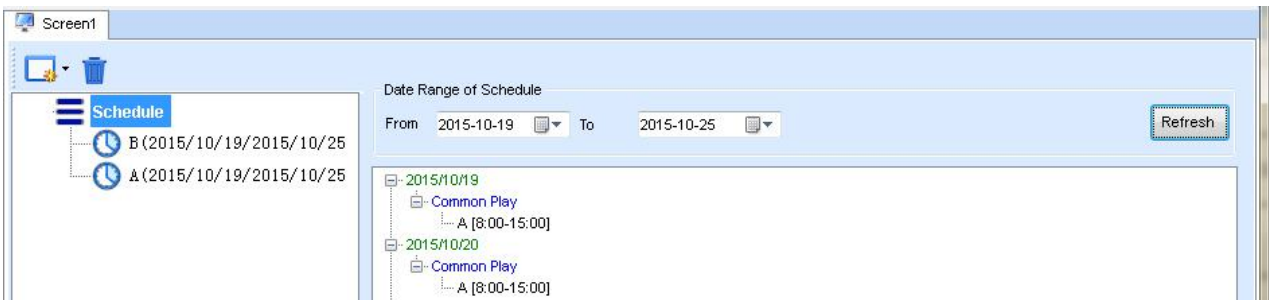 Screen1
Schedule
B(2015/10/19/2015/10/25
A(2015/10/19/2015/10/25
Date Range of Schedule
From 2015-10-19 To 2015-10-25 Refresh
2015/10/19
Common Play
A [8:00-15:00]
2015/10/20
Common Play
A [8:00-15:00]